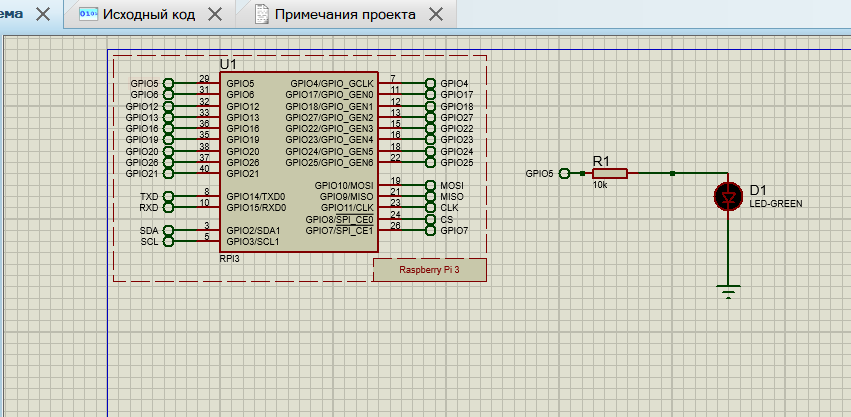 ема Исходный код Примечания проекта
U1
GPIO5 29 GPIO5 GPIO4/GPIO_GCLK 7 GPIO4
GPIO6 31 GPIO6 GPIO17/GPIO_GEN0 11 GPIO17
GPIO12 32 GPIO12 GPIO18/GPIO_GEN1 12 GPIO18
GPIO13 33 GPIO13 GPIO27/GPIO_GEN2 13 GPIO27
GPIO16 36 GPIO16 GPIO22/GPIO_GEN3 15 GPIO22
GPIO19 35 GPIO19 GPIO23/GPIO_GEN4 16 GPIO23
GPIO20 38 GPIO20 GPIO24/GPIO_GEN5 18 GPIO24
GPIO26 37 GPIO26 GPIO25/GPIO_GEN6 22 GPIO25
GPIO21 40 GPIO21
GPIO10/MOSI 19 MOSI
TXD 8 GPIO14/TXD0 GPIO9/MISO 21 MISO
RXD 10 GPIO15/RXD0 GPIO11/CLK 23 CLK
GPIO8/SPI_CE0 24 CS
SDA 3 GPIO2/SDA1 GPIO7/SPI_CE1 26 GPIO7
SCL 5 GPIO3/SCL1
RPI3
Raspberry Pi 3
R1
GPIO5
10k
D1
LED-GREEN